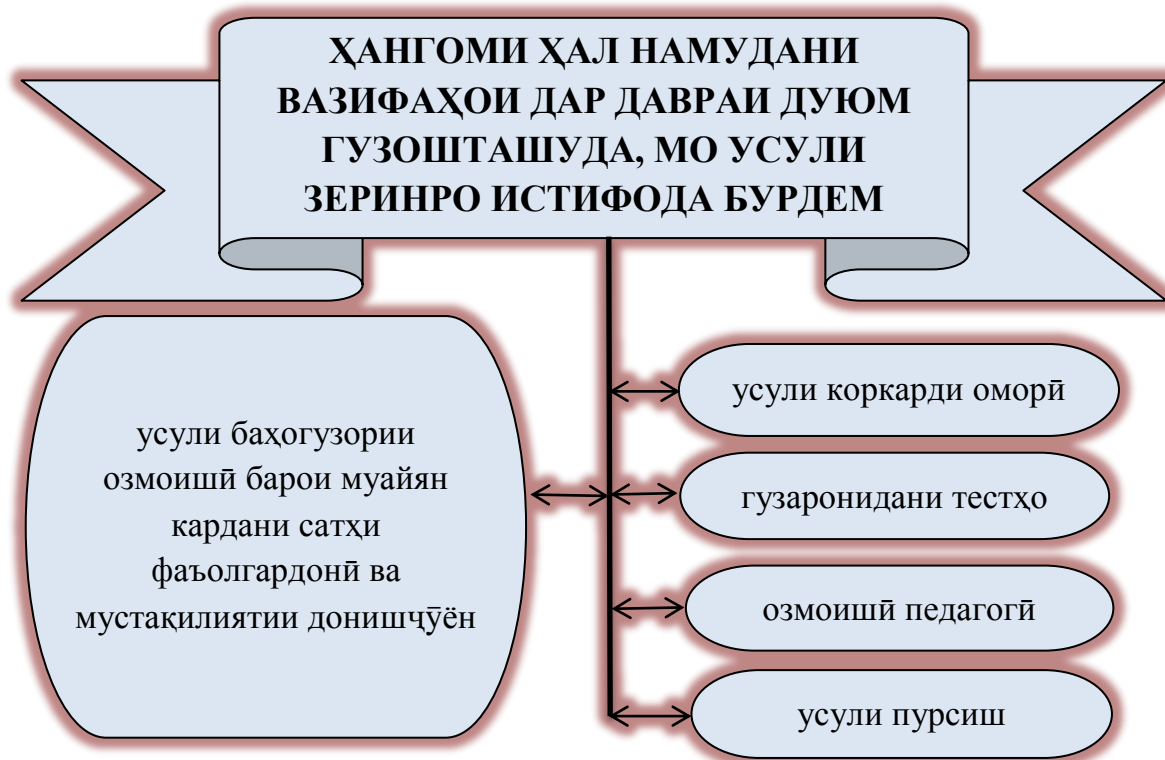 ҲАНГОМИ ҲАЛ НАМУДАНИ
ВАЗИФАҲОИ ДАР ДАВРАИ ДУЮМ
ГУЗОШТАШУДА, МО УСУЛИ
ЗЕРИНРО ИСТИФОДА БУРДЕМ
усули баҳогузории
озмоишӣ барои муайян
кардани сатҳи
фаъолгардонӣ ва
мустақилиятии донишҷӯён
усули коркарди оморӣ
гузаронидани тестҳо
озмоишӣ педагогӣ
усули пурсиш